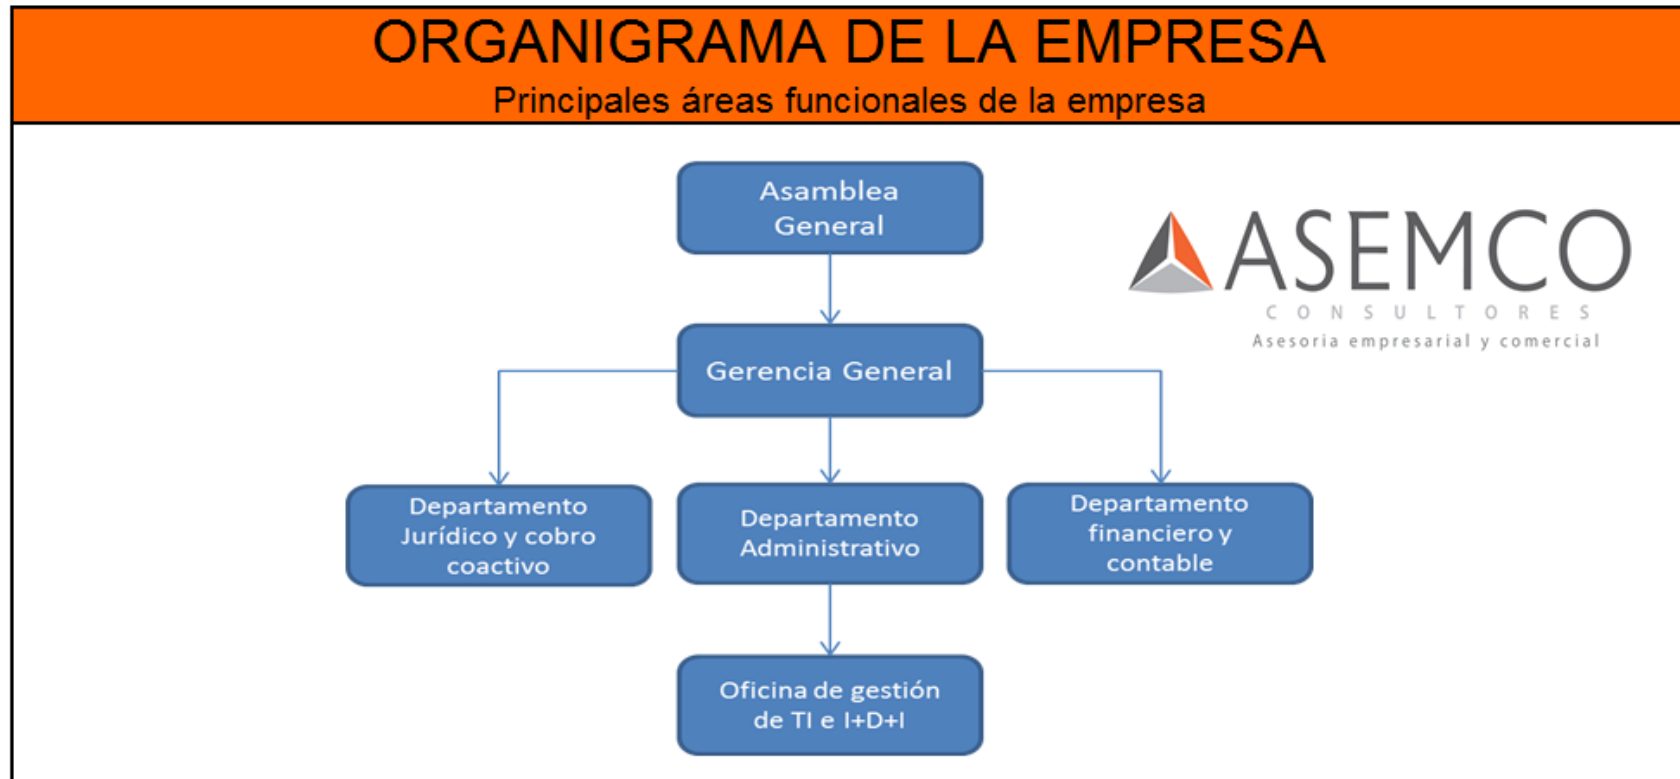 ORGANIGRAMA DE LA EMPRESA
Principales áreas funcionales de la empresa
Asamblea
General
ASEMCO
CONSULTORES
Asesoria empresarial y comercial
Gerencia General
Departamento
Jurídico y cobro
coactivo
Departamento
Administrativo
Departamento
financiero y
contable
Oficina de gestión
de TI e I+D+I